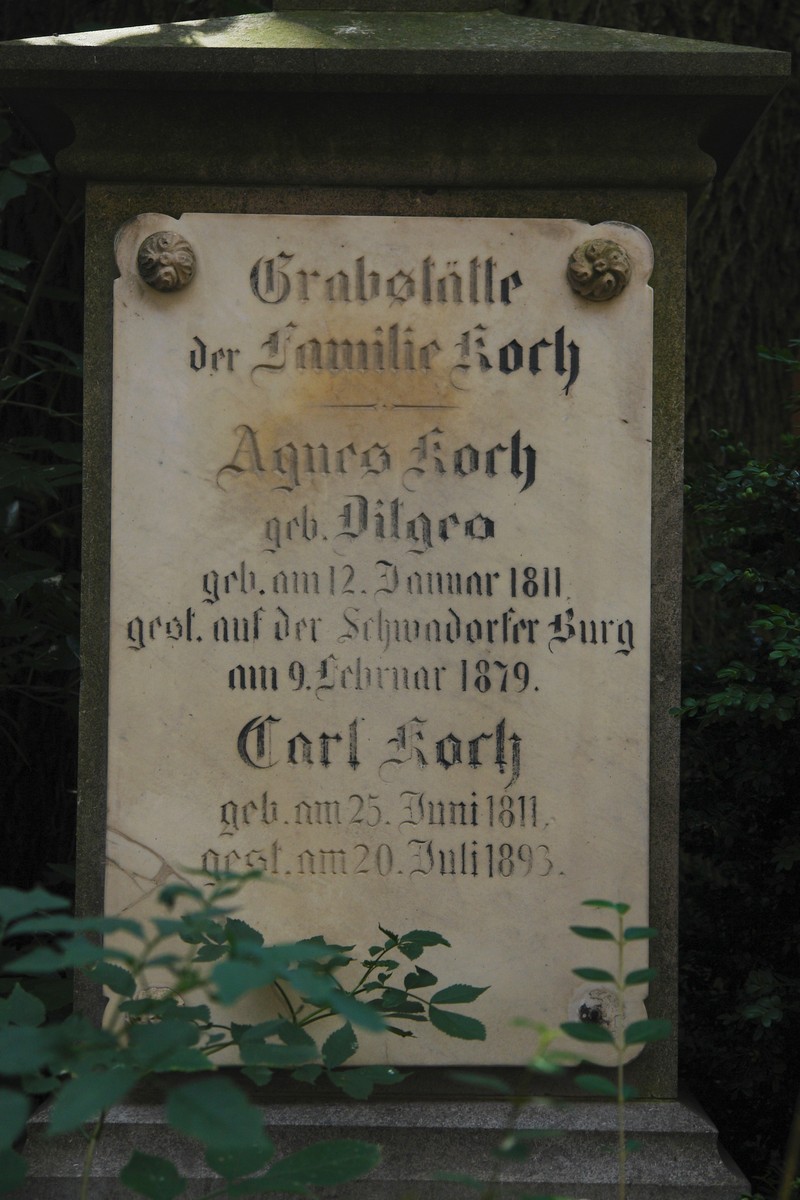 Grabstätte
der Familie Koch
Agnes Koch
geb. Dilges
geb. am 12. Januar 1811.
gest. auf der Schwadorfer Burg
am 9. Februar 1879.
Carl Koch
geb. am 25. Juni 1811,
gest. am 20. Juli 1893.